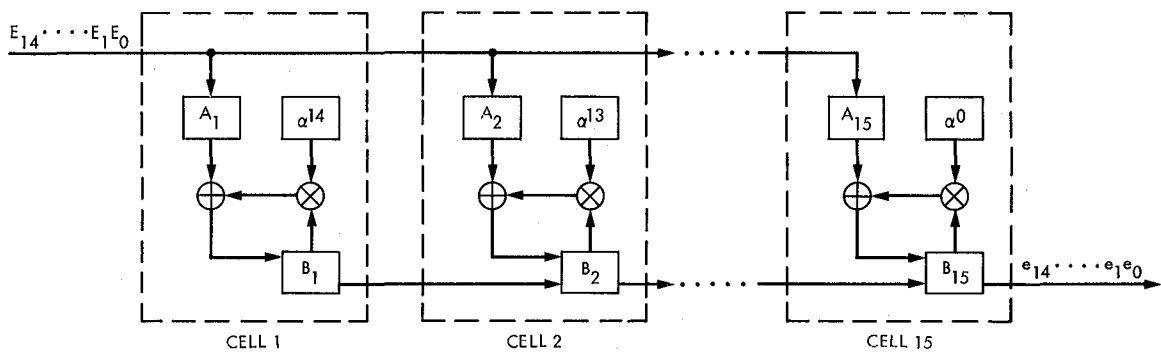 E₁₄ ····· E₁E₀
A₁ α¹⁴ A₂ α¹³ ····· A₁₅ α⁰
B₁ B₂ ····· B₁₅ e₁₄ ····· e₁e₀
CELL 1 CELL 2 CELL 15